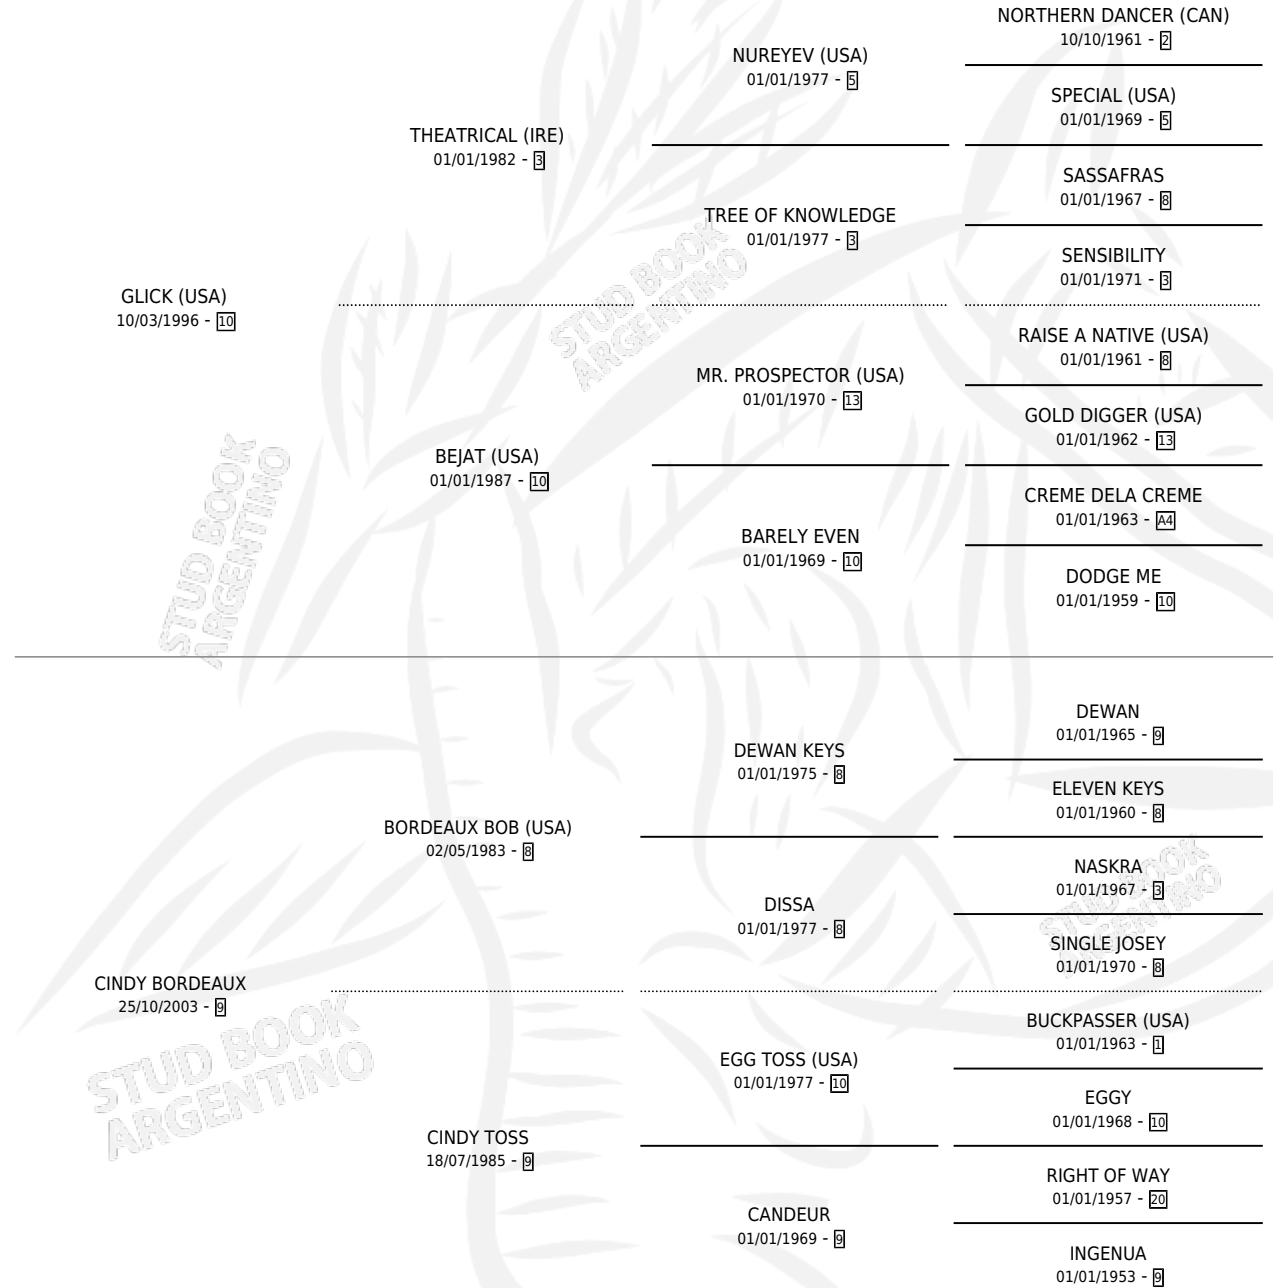 NORTHERN DANCER (CAN)
10/10/1961 - 2
NUREYEV (USA)
01/01/1977 - 5
SPECIAL (USA)
01/01/1969 - 5
THEATRICAL (IRE)
01/01/1982 - 3
SASSAFRAS
01/01/1967 - 8
TREE OF KNOWLEDGE
01/01/1977 - 3
SENSIBILITY
01/01/1971 - 3
GLICK (USA)
10/03/1996 - 10
RAISE A NATIVE (USA)
01/01/1961 - 8
MR. PROSPECTOR (USA)
01/01/1970 - 13
GOLD DIGGER (USA)
01/01/1962 - 13
BEJAT (USA)
01/01/1987 - 10
CREME DELA CREME
01/01/1963 - A4
BARELY EVEN
01/01/1969 - 10
DODGE ME
01/01/1959 - 10
DEWAN
01/01/1965 - 9
DEWAN KEYS
01/01/1975 - 8
ELEVEN KEYS
01/01/1960 - 8
BORDEAUX BOB (USA)
02/05/1983 - 8
NASKRA
01/01/1967 - 3
DISSA
01/01/1977 - 8
SINGLE JOSEY
01/01/1970 - 8
CINDY BORDEAUX
25/10/2003 - 9
BUCKPASSER (USA)
01/01/1963 - 1
EGG TOSS (USA)
01/01/1977 - 10
EGGY
01/01/1968 - 10
CINDY TOSS
18/07/1985 - 9
RIGHT OF WAY
01/01/1957 - 20
CANDEUR
01/01/1969 - 9
INGENUA
01/01/1953 - 9
STUD BOOK
ARGENTINO
STUD BOOK
ARGENTINO
STUD BOOK
ARGENTINO
STUD BOOK
ARGENTINO